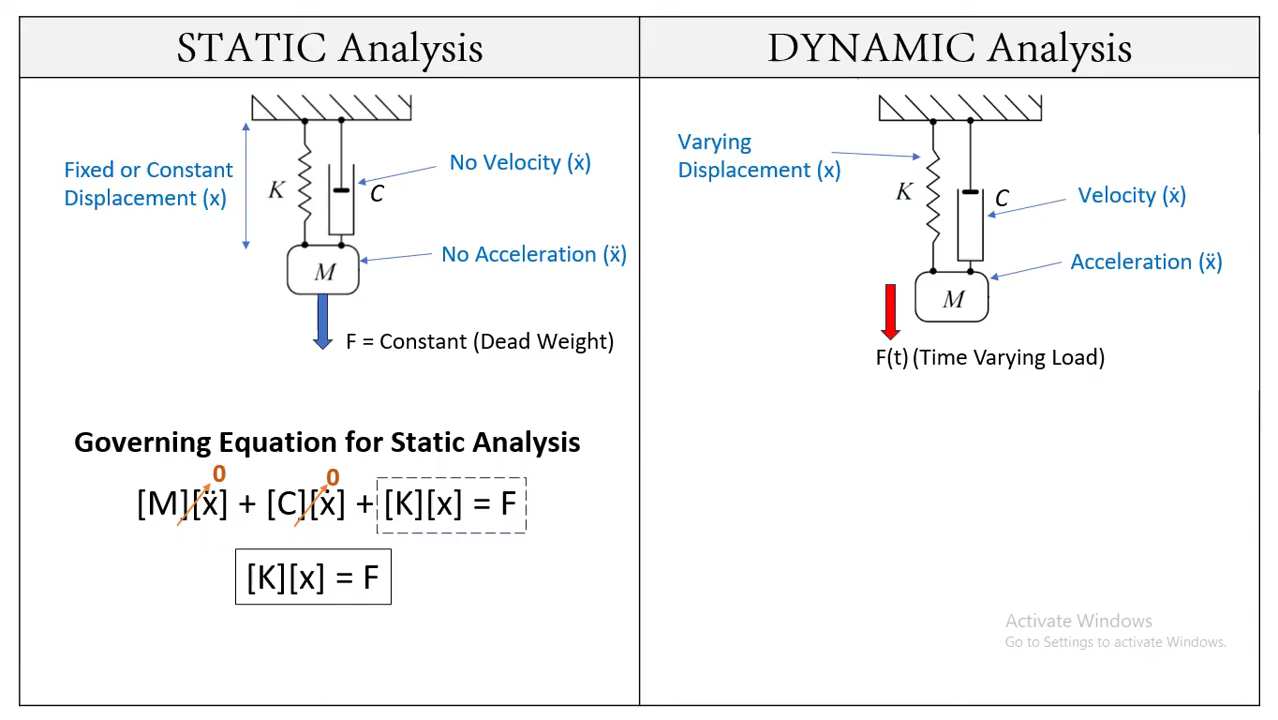 STATIC Analysis
DYNAMIC Analysis
Fixed or Constant
Displacement (x)
K
C
No Velocity (ẋ)
No Acceleration (ẍ)
M
F = Constant (Dead Weight)
Governing Equation for Static Analysis
0 0
[M][ẍ] + [C][ẋ] + [K][x] = F
[K][x] = F
Varying
Displacement (x)
K
C
Velocity (ẋ)
Acceleration (ẍ)
M
F(t) (Time Varying Load)
Activate Windows
Go to Settings to activate Windows.